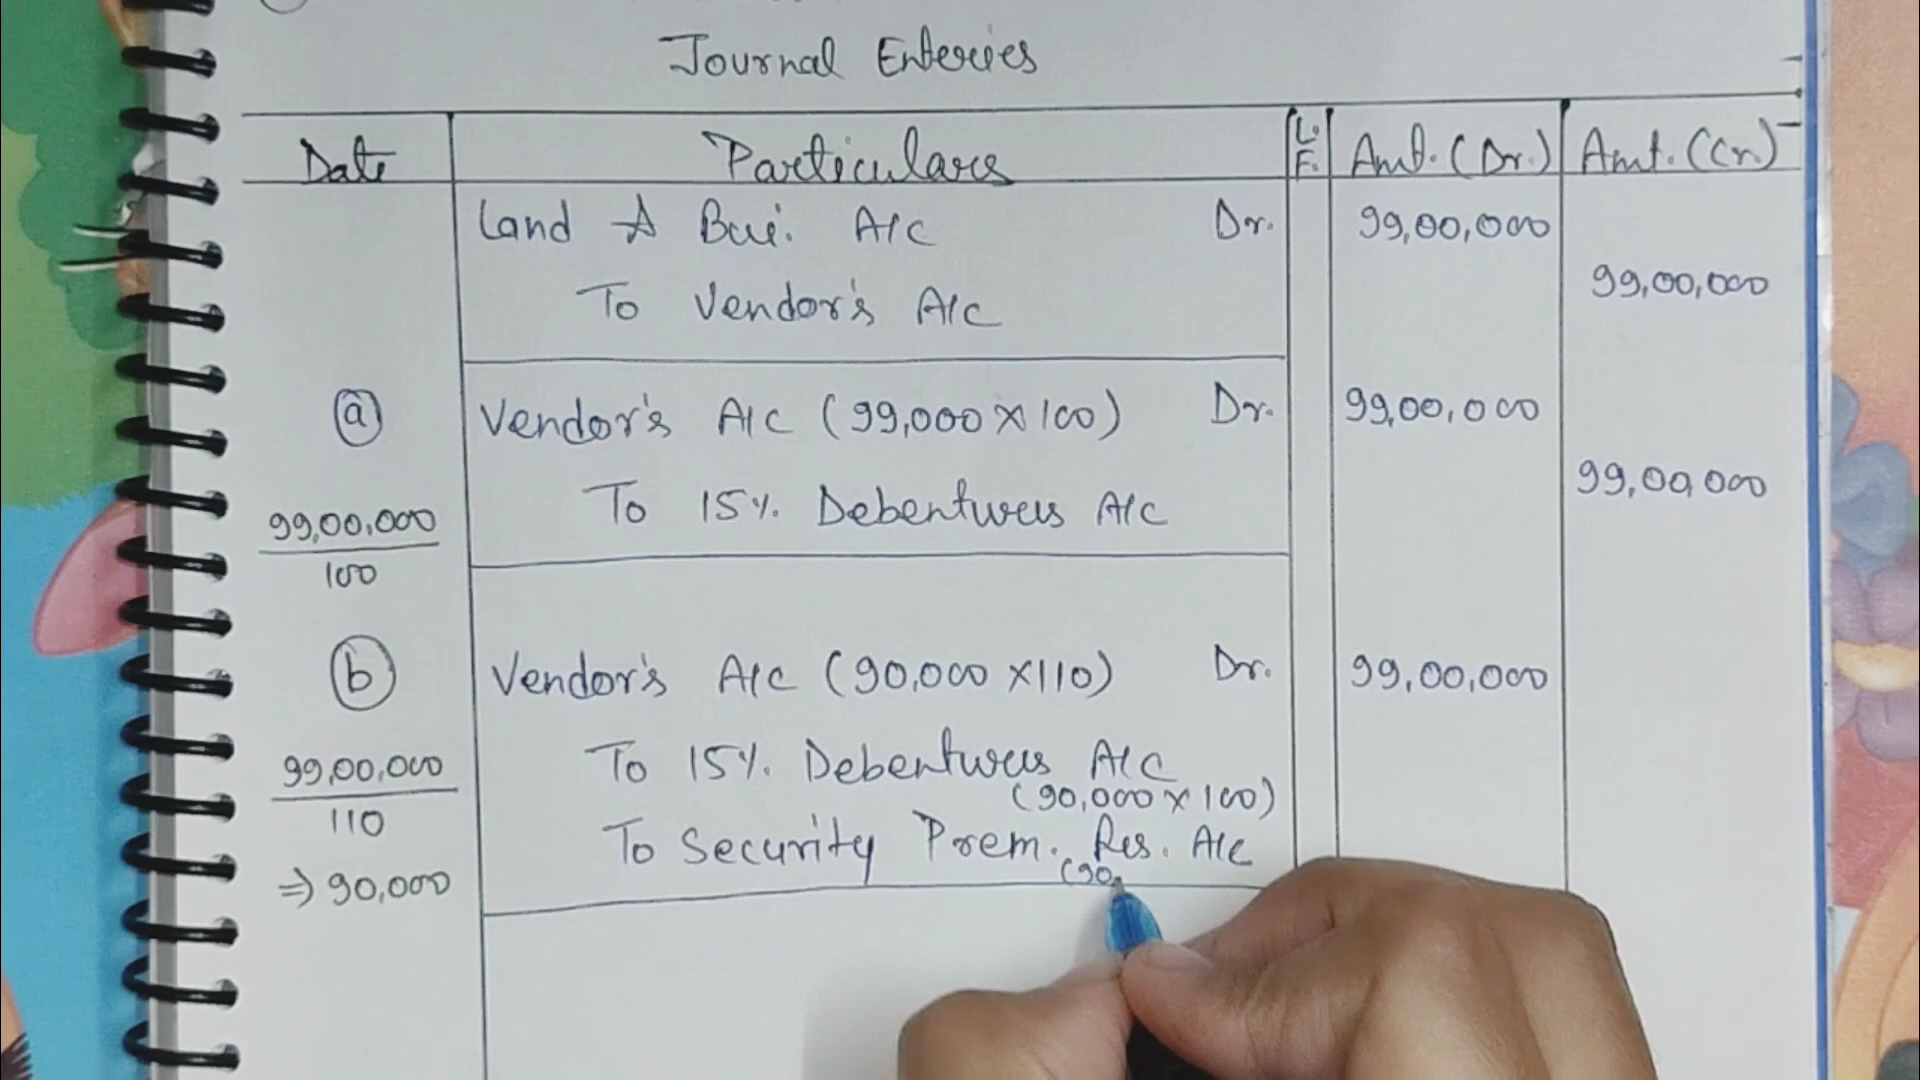 Journal Enteries
Date Particulars L.F. Amt. (Dr.) Amt. (Cr.)
Land & Bui. A/C Dr. 99,00,000
To Vendor's A/C 99,00,000
(a) Vendor's A/C (99,000 × 100) Dr. 99,00,000
To 15% Debentures A/C 99,00,000
99,00,000
100
(b) Vendor's A/C (90,000 × 110) Dr. 99,00,000
99,00,000
110
To 15% Debentures A/C
(90,000 × 100)
To Security Prem. Res. A/C
(90,
⇒ 90,000